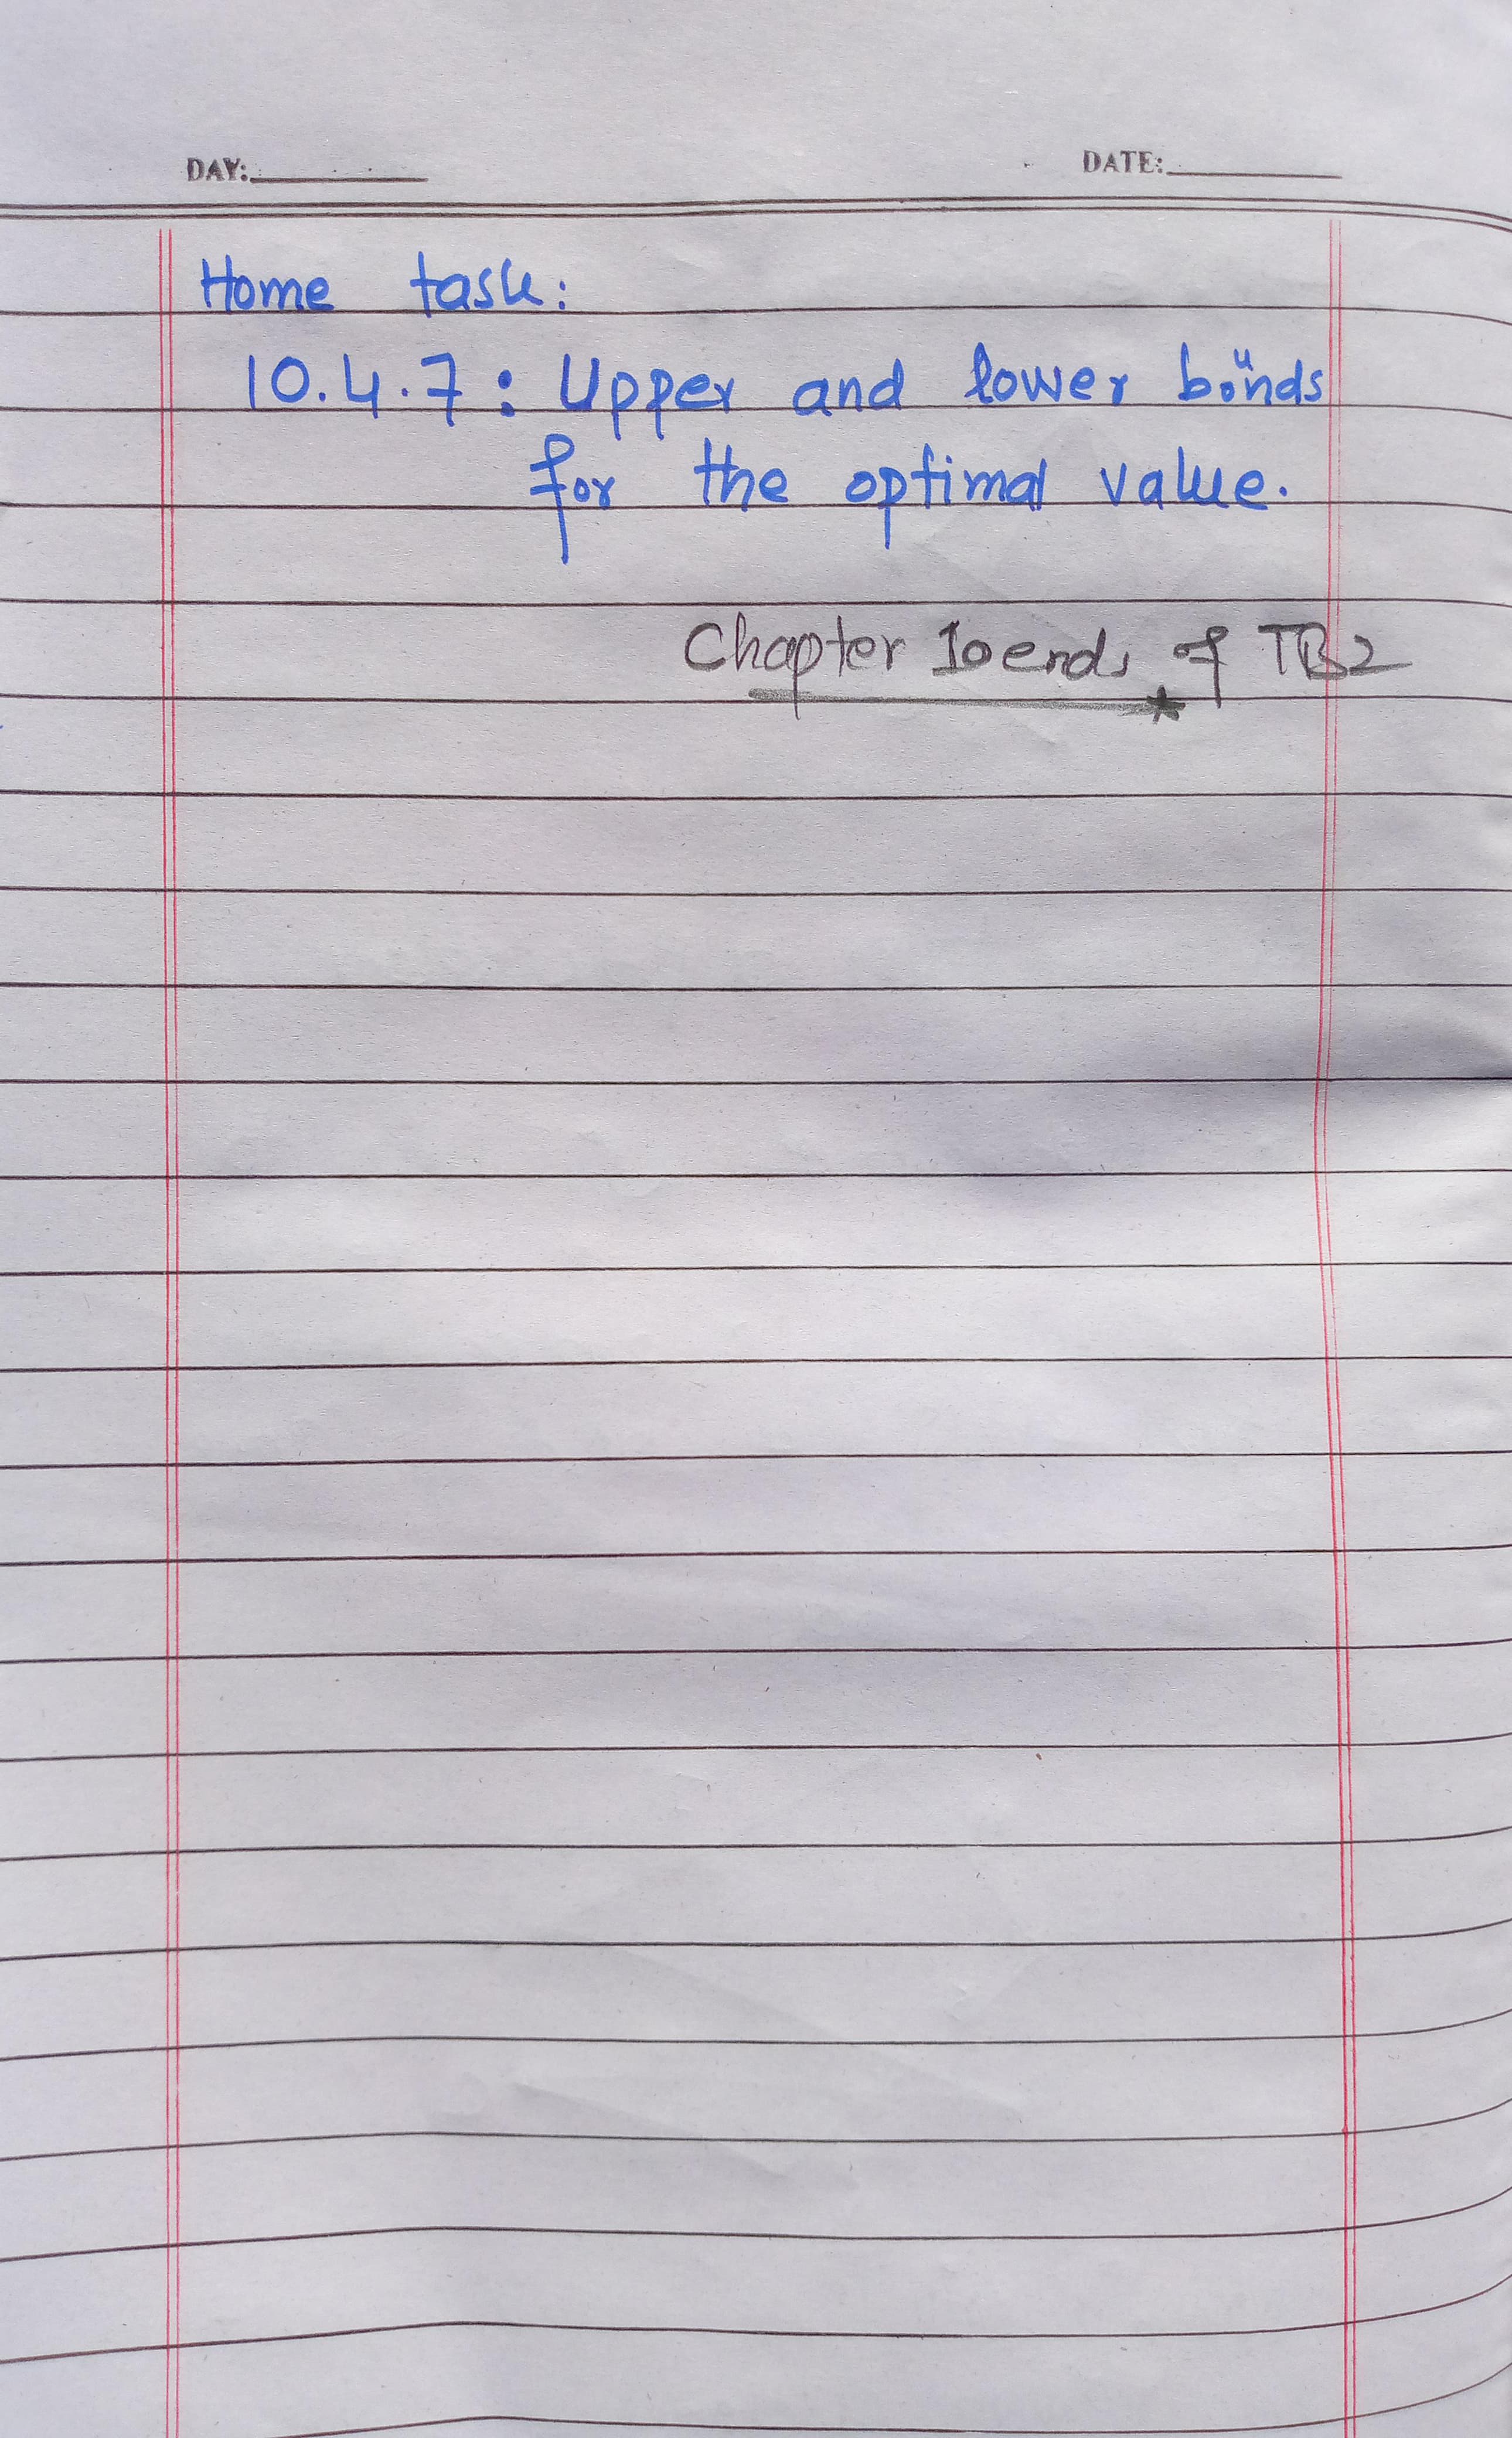 DAY:
DATE:
Home task:
10.4.7: Upper and lower bounds
for the optimal value.
Chapter 10 ends of TB2